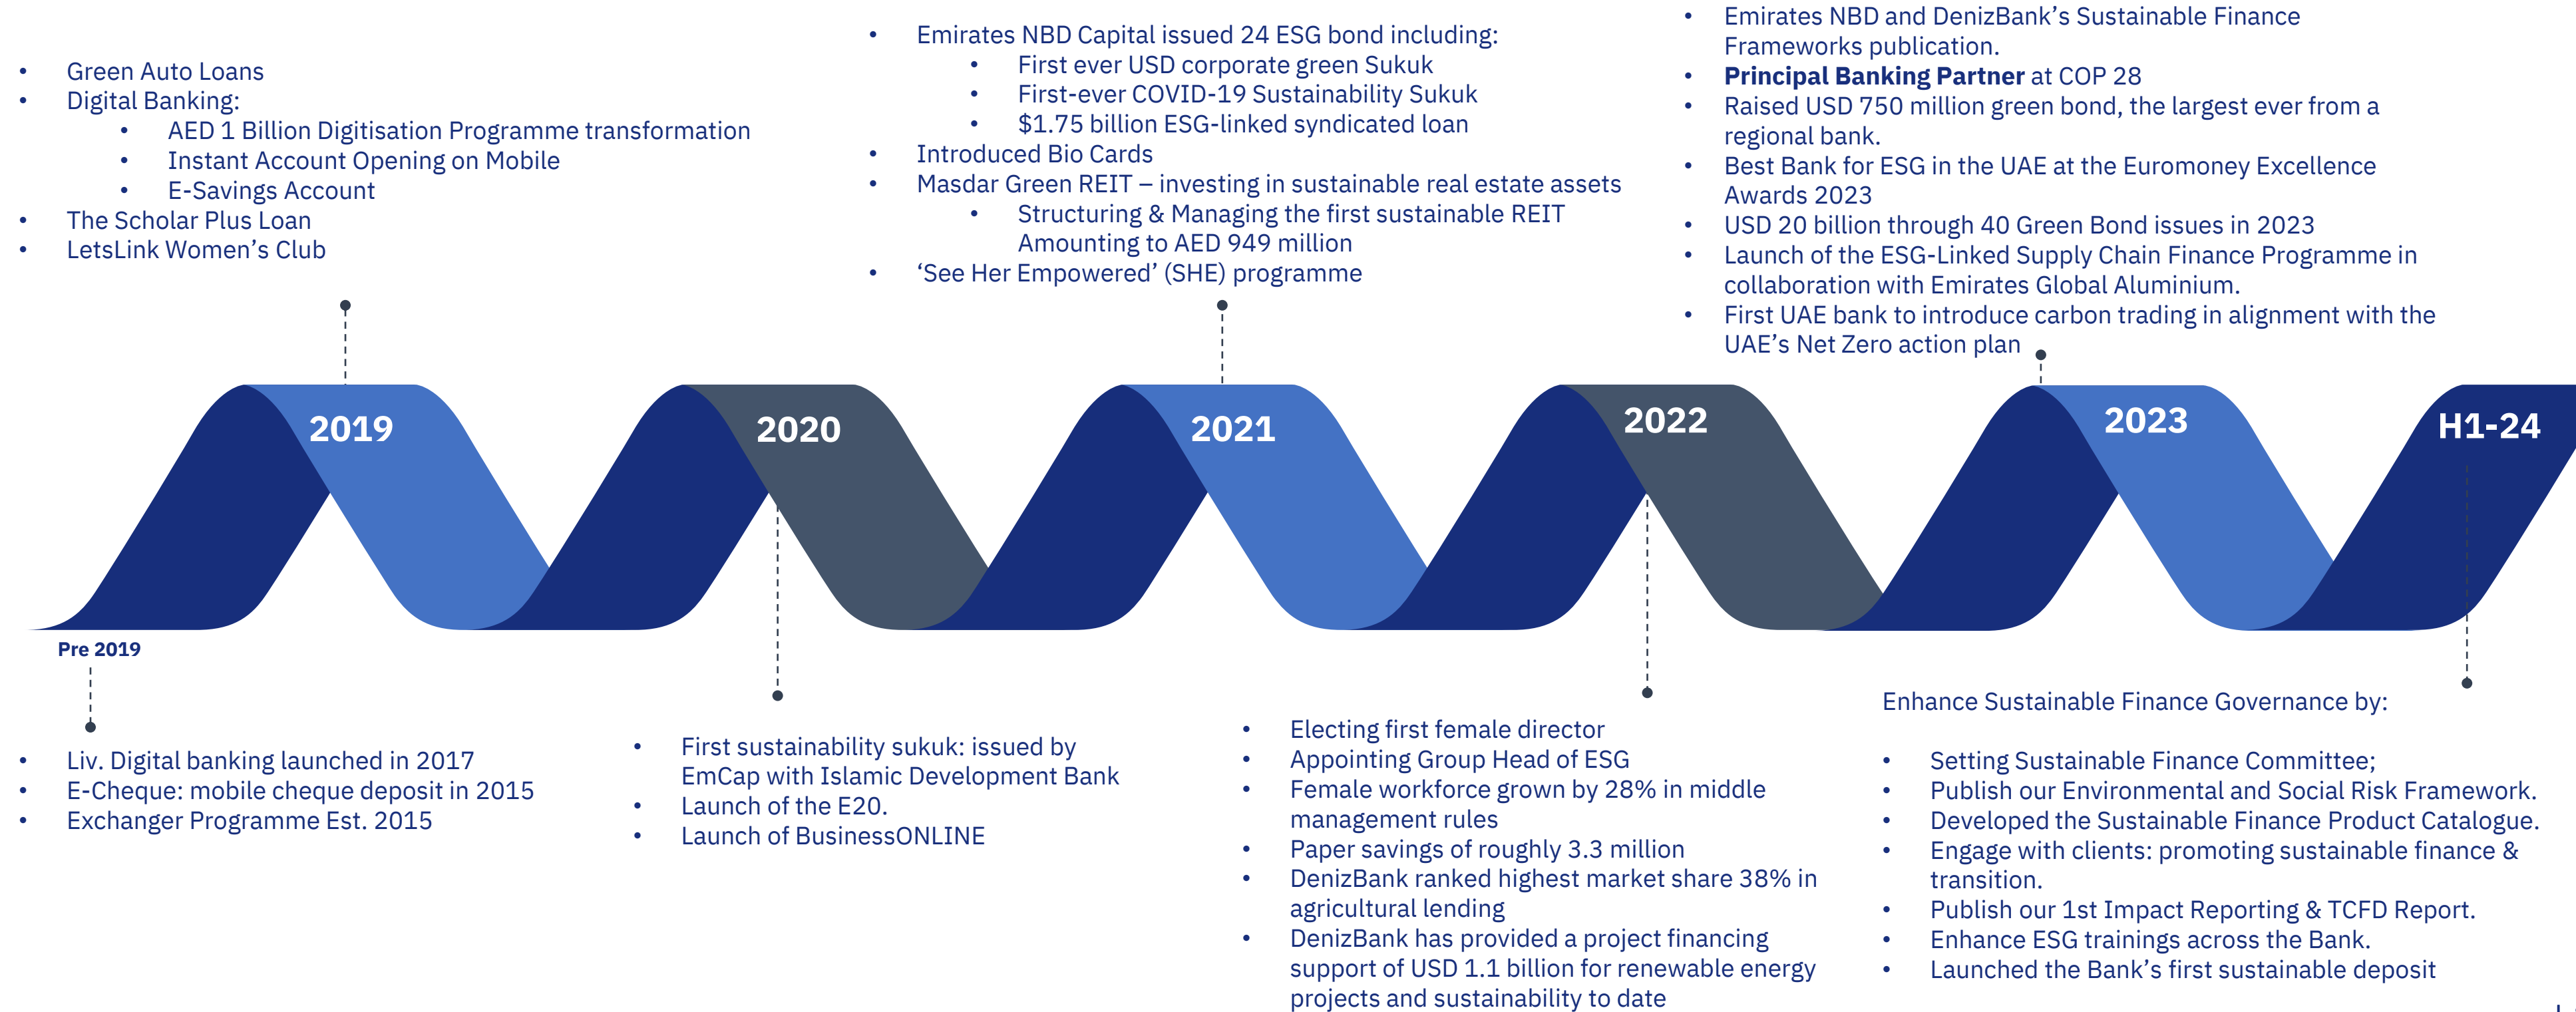 • Green Auto Loans
• Digital Banking:
• AED 1 Billion Digitisation Programme transformation
• Instant Account Opening on Mobile
• E-Savings Account
• The Scholar Plus Loan
• LetsLink Women’s Club
• Emirates NBD Capital issued 24 ESG bond including:
• First ever USD corporate green Sukuk
• First-ever COVID-19 Sustainability Sukuk
• $1.75 billion ESG-linked syndicated loan
• Introduced Bio Cards
• Masdar Green REIT – investing in sustainable real estate assets
• Structuring & Managing the first sustainable REIT
Amounting to AED 949 million
• ‘See Her Empowered’ (SHE) programme
• Emirates NBD and DenizBank’s Sustainable Finance
Frameworks publication.
• Principal Banking Partner at COP 28
• Raised USD 750 million green bond, the largest ever from a
regional bank.
• Best Bank for ESG in the UAE at the Euromoney Excellence
Awards 2023
• USD 20 billion through 40 Green Bond issues in 2023
• Launch of the ESG-Linked Supply Chain Finance Programme in
collaboration with Emirates Global Aluminium.
• First UAE bank to introduce carbon trading in alignment with the
UAE’s Net Zero action plan
2019
2020
2021
2022
2023
H1-24
Pre 2019
• Liv. Digital banking launched in 2017
• E-Cheque: mobile cheque deposit in 2015
• Exchanger Programme Est. 2015
• First sustainability sukuk: issued by
EmCap with Islamic Development Bank
• Launch of the E20.
• Launch of BusinessONLINE
• Electing first female director
• Appointing Group Head of ESG
• Female workforce grown by 28% in middle
management rules
• Paper savings of roughly 3.3 million
• DenizBank ranked highest market share 38% in
agricultural lending
• DenizBank has provided a project financing
support of USD 1.1 billion for renewable energy
projects and sustainability to date
Enhance Sustainable Finance Governance by:
• Setting Sustainable Finance Committee;
• Publish our Environmental and Social Risk Framework.
• Developed the Sustainable Finance Product Catalogue.
• Engage with clients: promoting sustainable finance &
transition.
• Publish our 1st Impact Reporting & TCFD Report.
• Enhance ESG trainings across the Bank.
• Launched the Bank’s first sustainable deposit